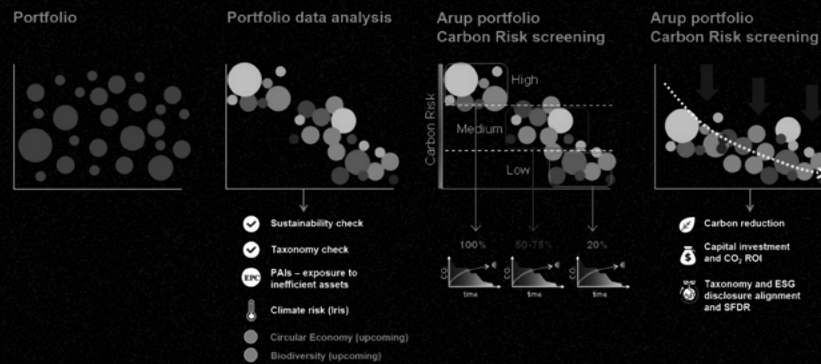 Portfolio
Portfolio data analysis
Sustainability check
Taxonomy check
EPC
PAIs – exposure to
inefficient assets
Climate risk (Iris)
Circular Economy (upcoming)
Biodiversity (upcoming)
Arup portfolio
Carbon Risk screening
Carbon Risk
High
Medium
Low
100%
50-75%
20%
CO₂
€
time
CO₂
€
time
CO₂
€
time
Arup portfolio
Carbon Risk screening
Carbon reduction
$
Capital investment
and CO₂ ROI
Taxonomy and ESG
disclosure alignment
and SFDR